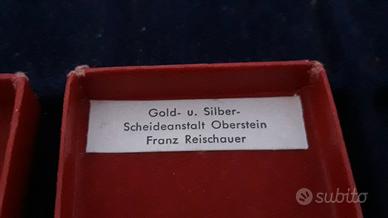 Gold- u. Silber-
Scheideanstalt Oberstein
Franz Reischauer
subito